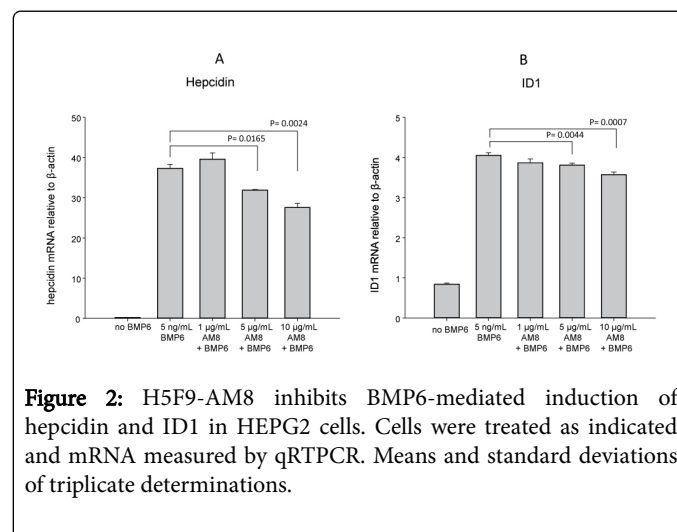 A
Hepcidin
hepcidin mRNA relative to β-actin
50
40
30
20
10
0
P= 0.0024
P= 0.0165
no BMP6
5 ng/mL
BMP6
1 µg/mL
AM8
+ BMP6
5 µg/mL
AM8
+ BMP6
10 µg/mL
AM8
+ BMP6
B
ID1
ID1 mRNA relative to β-actin
5
4
3
2
1
0
P= 0.0007
P= 0.0044
no BMP6
5 ng/mL
BMP6
1 µg/mL
AM8
+ BMP6
5 µg/mL
AM8
+ BMP6
10 µg/mL
AM8
+ BMP6
Figure 2: H5F9-AM8 inhibits BMP6-mediated induction of
hepcidin and ID1 in HEPG2 cells. Cells were treated as indicated
and mRNA measured by qRTPCR. Means and standard deviations
of triplicate determinations.